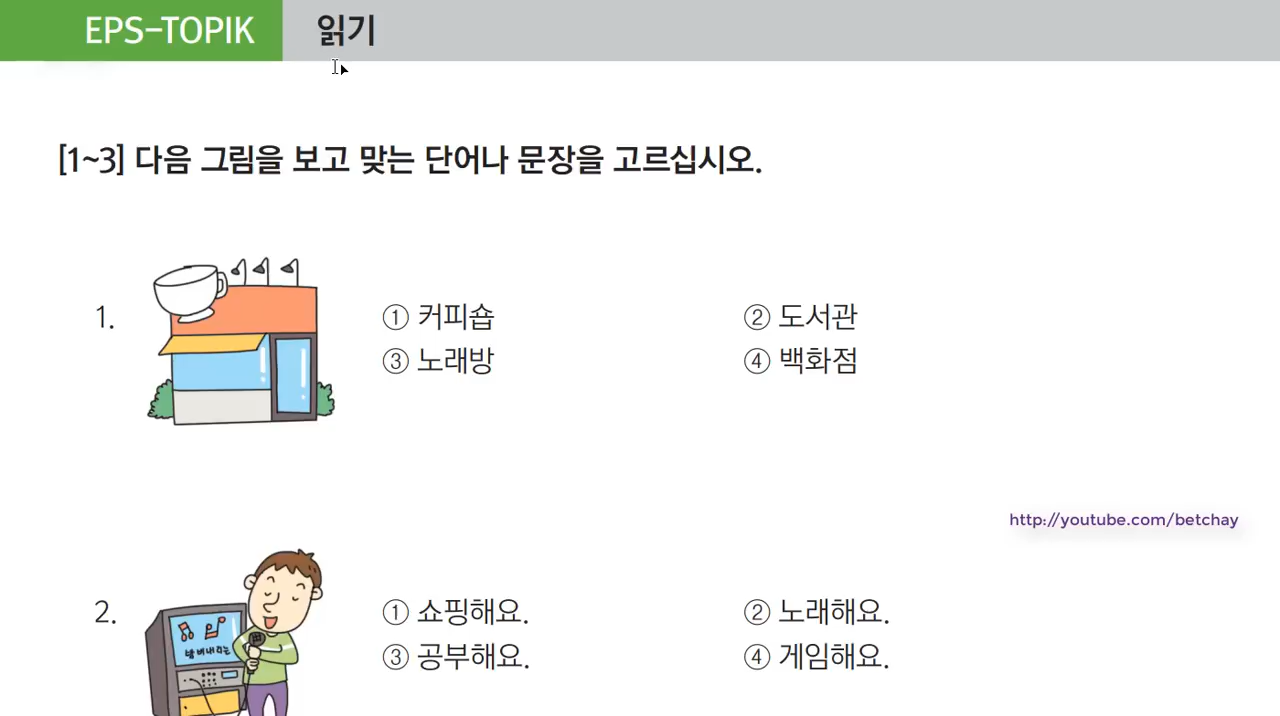 EPS-TOPIK 읽기
[1~3] 다음 그림을 보고 맞는 단어나 문장을 고르십시오.
1. ① 커피숍 ② 도서관
③ 노래방 ④ 백화점
http://youtube.com/betchay
2. ① 쇼핑해요. ② 노래해요.
③ 공부해요. ④ 게임해요.